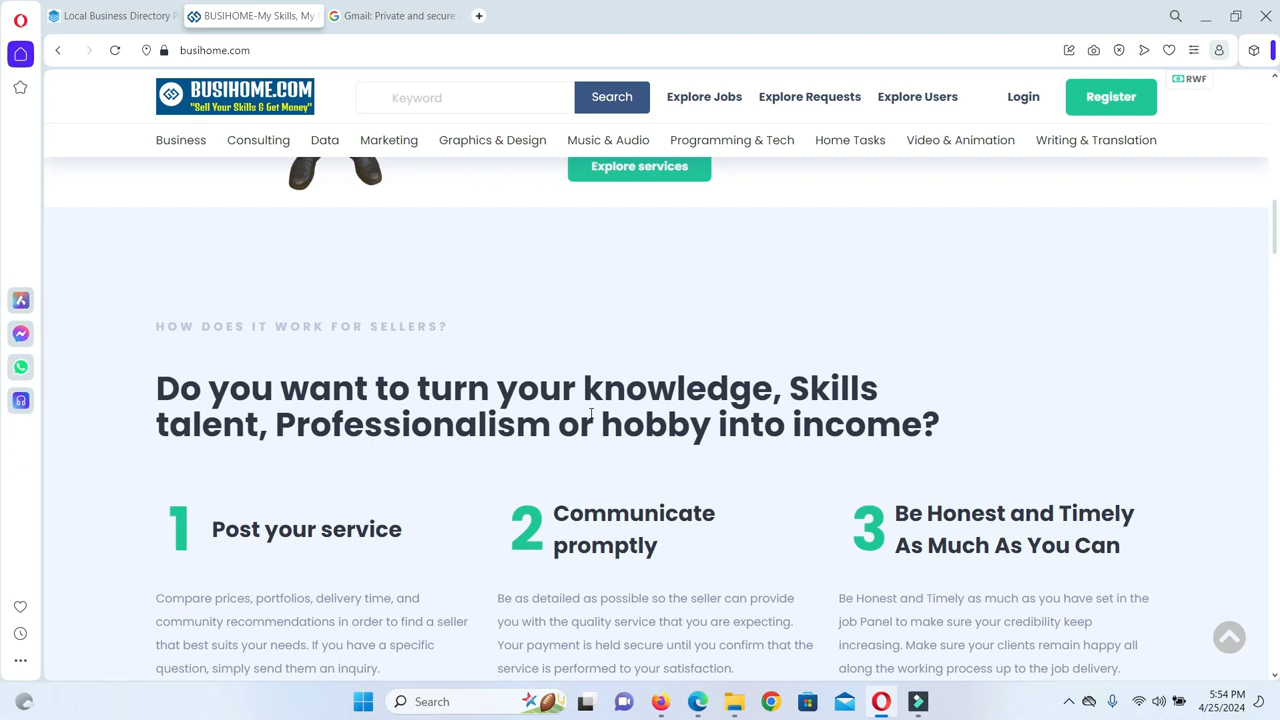 Local Business Directory P
BUSIHOME-My Skills, My
Gmail: Private and secure
busihome.com
BUSIHOME.COM
"Sell Your Skills & Get Money"
Keyword
Search
Explore Jobs
Explore Requests
Explore Users
Login
Register
RWF
Business
Consulting
Data
Marketing
Graphics & Design
Music & Audio
Programming & Tech
Home Tasks
Video & Animation
Writing & Translation
Explore services
HOW DOES IT WORK FOR SELLERS?
Do you want to turn your knowledge, Skills
talent, Professionalism or hobby into income?
1
Post your service
Compare prices, portfolios, delivery time, and
community recommendations in order to find a seller
that best suits your needs. If you have a specific
question, simply send them an inquiry.
2
Communicate
promptly
Be as detailed as possible so the seller can provide
you with the quality service that you are expecting.
Your payment is held secure until you confirm that the
service is performed to your satisfaction.
3
Be Honest and Timely
As Much As You Can
Be Honest and Timely as much as you have set in the
job Panel to make sure your credibility keep
increasing. Make sure your clients remain happy all
along the working process up to the job delivery.
Search
5:54 PM
4/25/2024